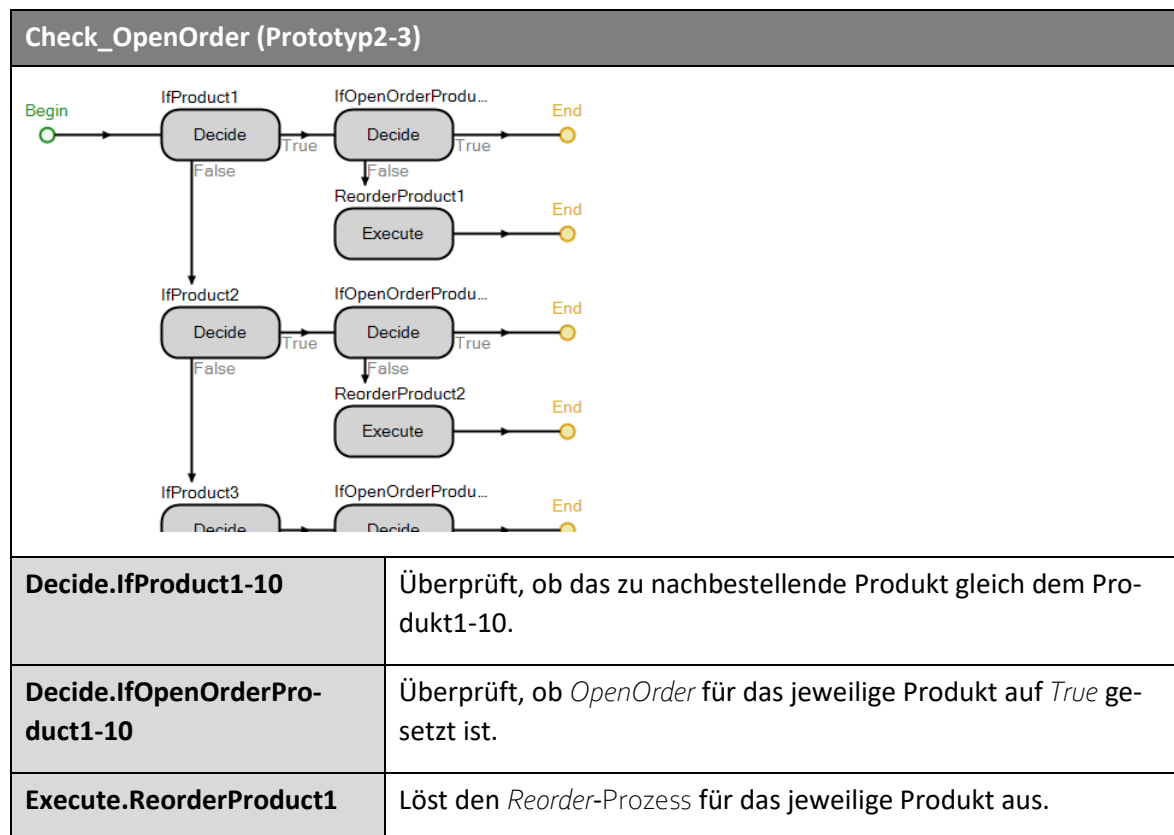 Check_OpenOrder (Prototyp2-3)
IfProduct1 IfOpenOrderProdu...
Begin End
Decide Decide
True True
False False
ReorderProduct1
End
Execute
IfProduct2 IfOpenOrderProdu...
End
Decide Decide
True True
False False
ReorderProduct2
End
Execute
IfProduct3 IfOpenOrderProdu...
End
Decide Decide
Decide.IfProduct1-10 Überprüft, ob das zu nachbestellende Produkt gleich dem Pro-
dukt1-10.
Decide.IfOpenOrderPro- Überprüft, ob OpenOrder für das jeweilige Produkt auf True ge-
duct1-10 setzt ist.
Execute.ReorderProduct1 Löst den Reorder-Prozess für das jeweilige Produkt aus.